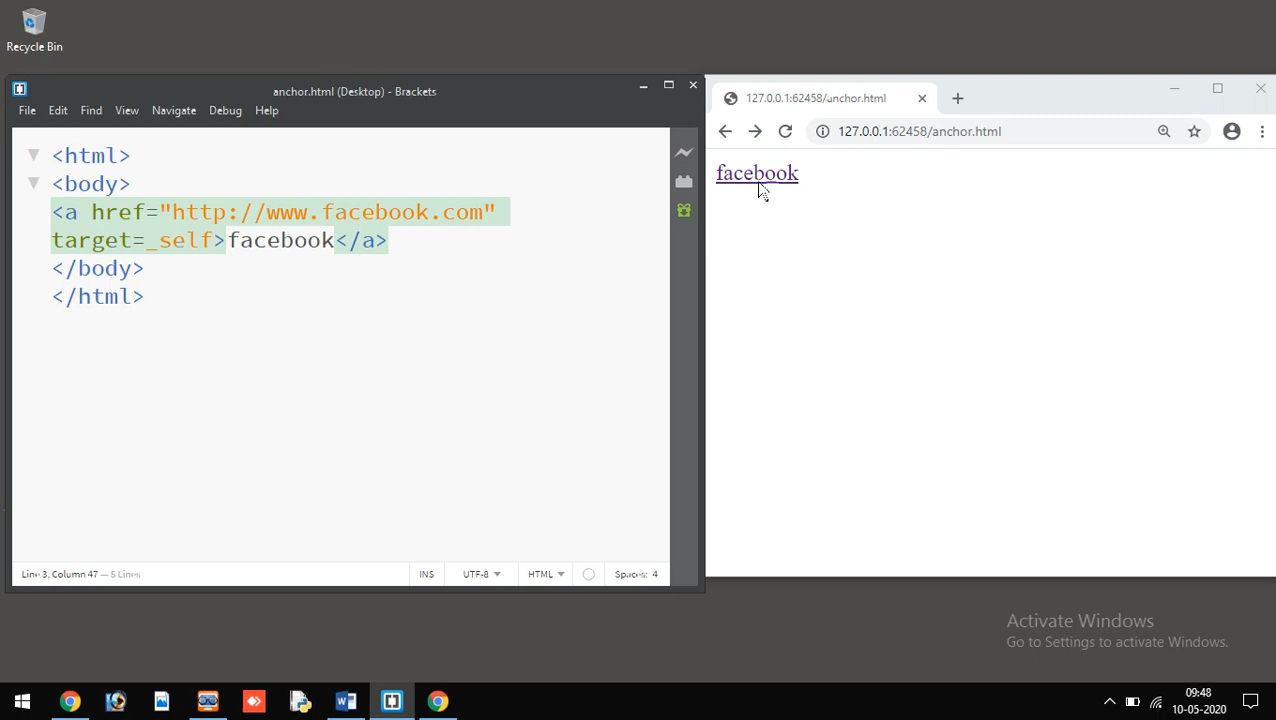 Recycle Bin
anchor.html (Desktop) - Brackets
File Edit Find View Navigate Debug Help
<html>
<body>
<a href="http://www.facebook.com"
target=_self>facebook</a>
</body>
</html>
Line 3, Column 47 — 5 Lines
INS UTF-8 HTML Spaces: 4
127.0.0.1:62458/anchor.html
127.0.0.1:62458/anchor.html
facebook
Activate Windows
Go to Settings to activate Windows.
09:48
10-05-2020